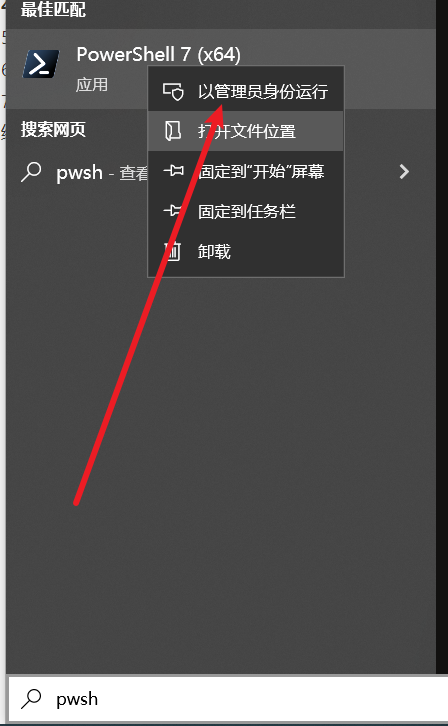 最佳匹配
PowerShell 7 (x64)
应用
以管理员身份运行
搜索网页
打开文件位置
pwsh - 查看
固定到"开始"屏幕
固定到任务栏
卸载
pwsh